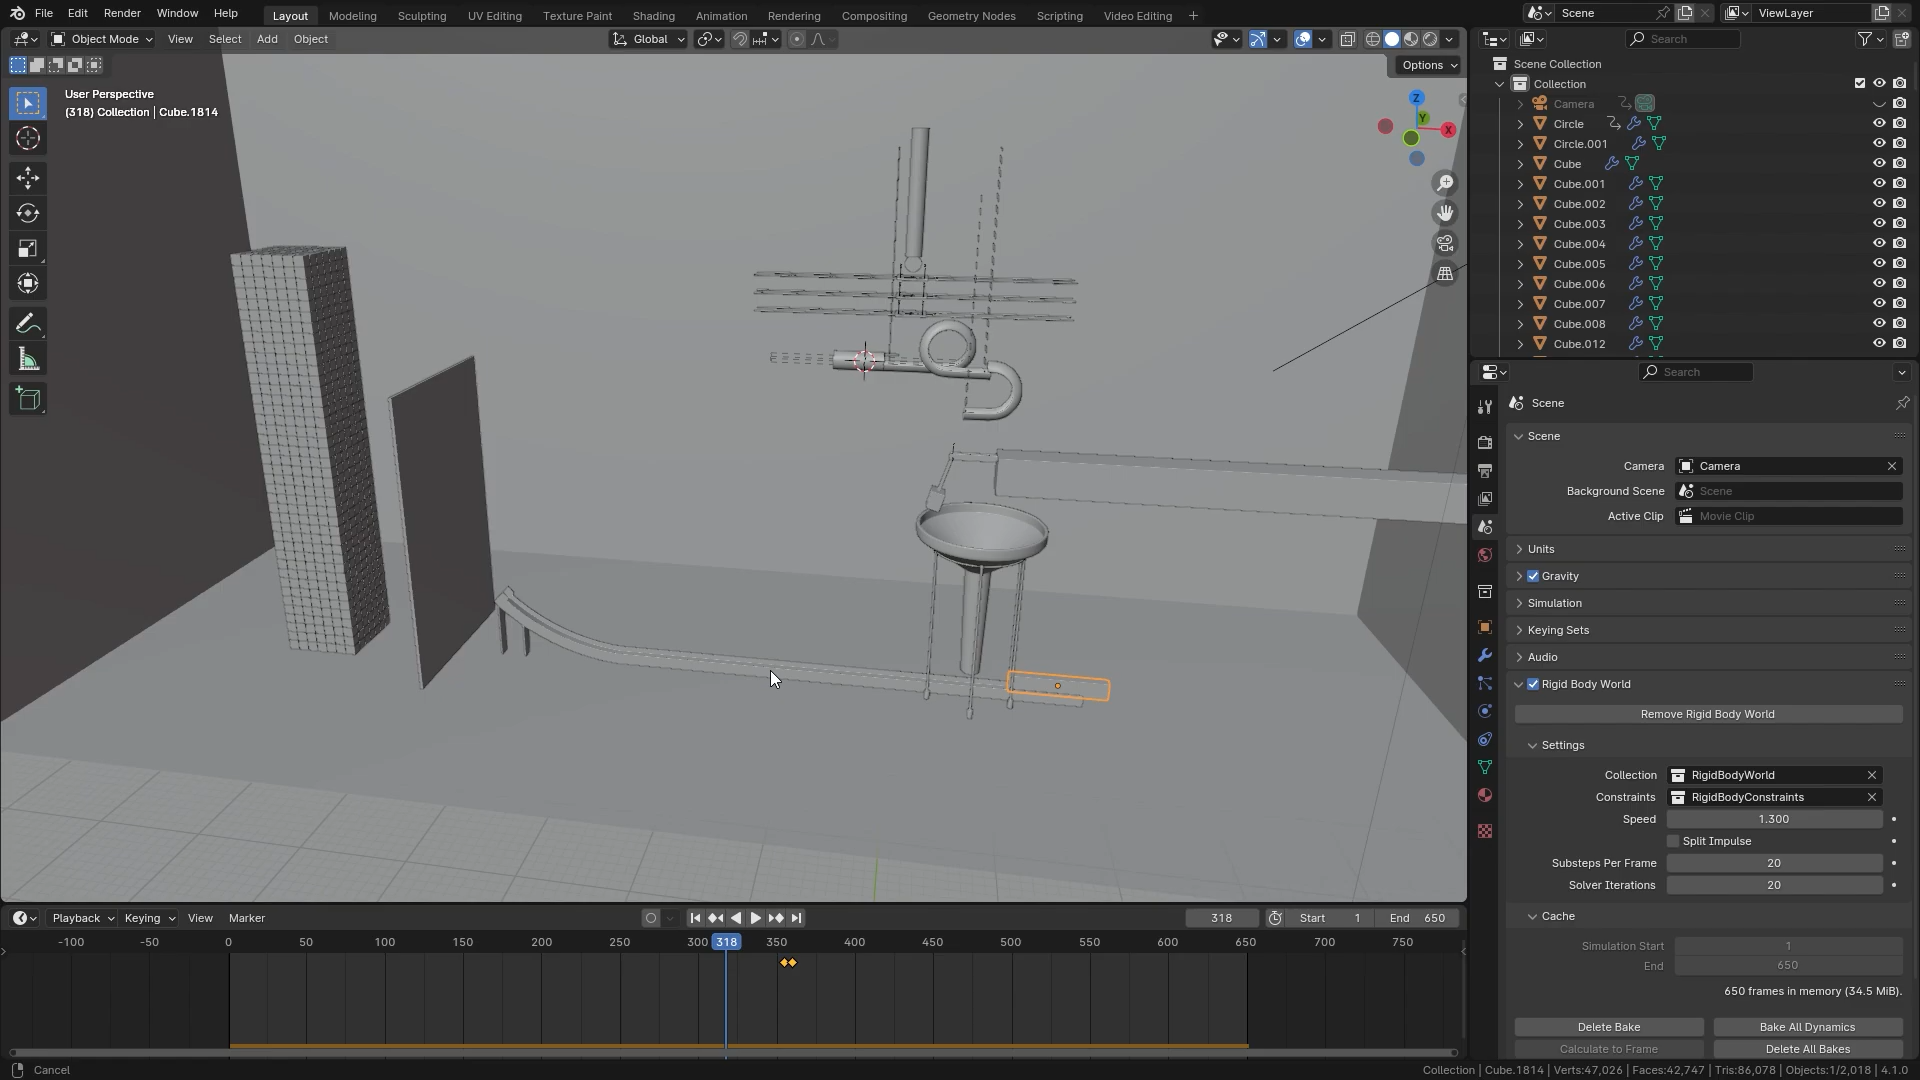 File Edit Render Window Help Layout Modeling Sculpting UV Editing Texture Paint Shading Animation Rendering Compositing Geometry Nodes Scripting Video Editing Scene ViewLayer
Object Mode View Select Add Object Global Search
Options
User Perspective
(318) Collection | Cube.1814
Z
Y
X
Scene Collection
Collection
Camera
Circle
Circle.001
Cube
Cube.001
Cube.002
Cube.003
Cube.004
Cube.005
Cube.006
Cube.007
Cube.008
Cube.012
Search
Scene
Scene
Camera Camera
Background Scene Scene
Active Clip Movie Clip
Units
Gravity
Simulation
Keying Sets
Audio
Rigid Body World
Remove Rigid Body World
Settings
Collection RigidBodyWorld
Constraints RigidBodyConstraints
Speed 1.300
Split Impulse
Substeps Per Frame 20
Solver Iterations 20
Cache
Simulation Start 1
End 650
650 frames in memory (34.5 MiB).
Delete Bake Bake All Dynamics
Calculate to Frame Delete All Bakes
Playback Keying View Marker 318 Start 1 End 650
-100 -50 0 50 100 150 200 250 300 318 350 400 450 500 550 600 650 700 750
Cancel Collection | Cube.1814 | Verts:47,026 | Faces:42,747 | Tris:86,078 | Objects:1/2,018 | 4.1.0